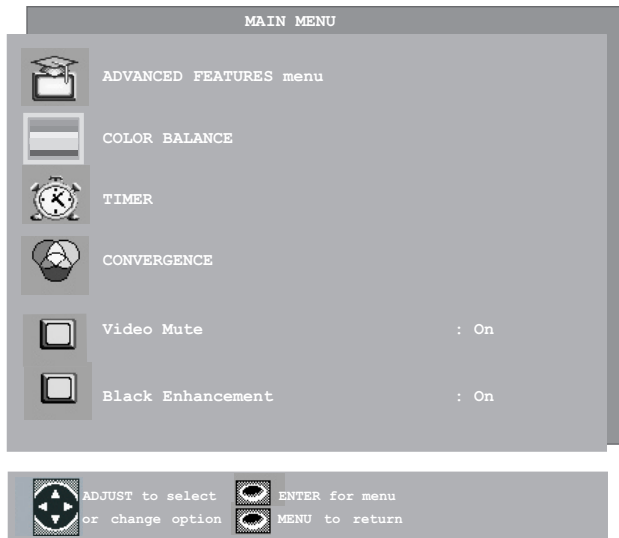 MAIN MENU
ADVANCED FEATURES menu
COLOR BALANCE
TIMER
CONVERGENCE
Video Mute : On
Black Enhancement : On
ADJUST to select ENTER for menu
or change option MENU to return